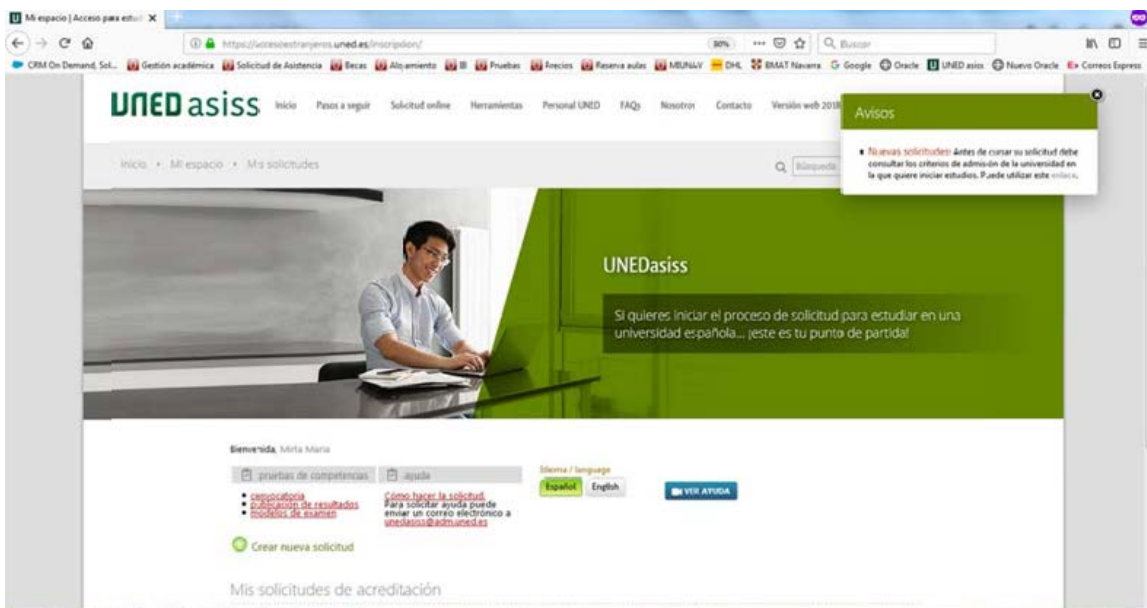 Mi espacio | Acceso para estud
https://accesoestranjeros.uned.es/inscripcion/
80%
Buscar
CRM On Demand, Sol... Gestión académica Solicitud de Asistencia Becas Alojamiento III Pruebas Precios Reserva aulas MIUNAV DHL BMAT Navarra Google Oracle UNED asiss Nuevo Oracle Correos Express
UNED asiss
Inicio Pasos a seguir Solicitud online Herramientas Personal UNED FAQs Nosotros Contacto Versión web 2018
Avisos
Nuevas solicitudes: Antes de cursar su solicitud debe
consultar los criterios de admisión de la universidad en
la que quiere iniciar estudios. Puede utilizar este enlace.
Inicio • Mi espacio • Mis solicitudes
Búsqueda
UNEDasiss
Si quieres iniciar el proceso de solicitud para estudiar en una
universidad española... ¡este es tu punto de partida!
Bienvenida, Mirta Maria
pruebas de competencias
convocatoria
publicación de resultados
modelos de examen
ayuda
Cómo hacer la solicitud.
Para solicitar ayuda puede
enviar un correo electrónico a
unedasiss@adm.uned.es
Idioma / language
Español English
VER AYUDA
Crear nueva solicitud
Mis solicitudes de acreditación